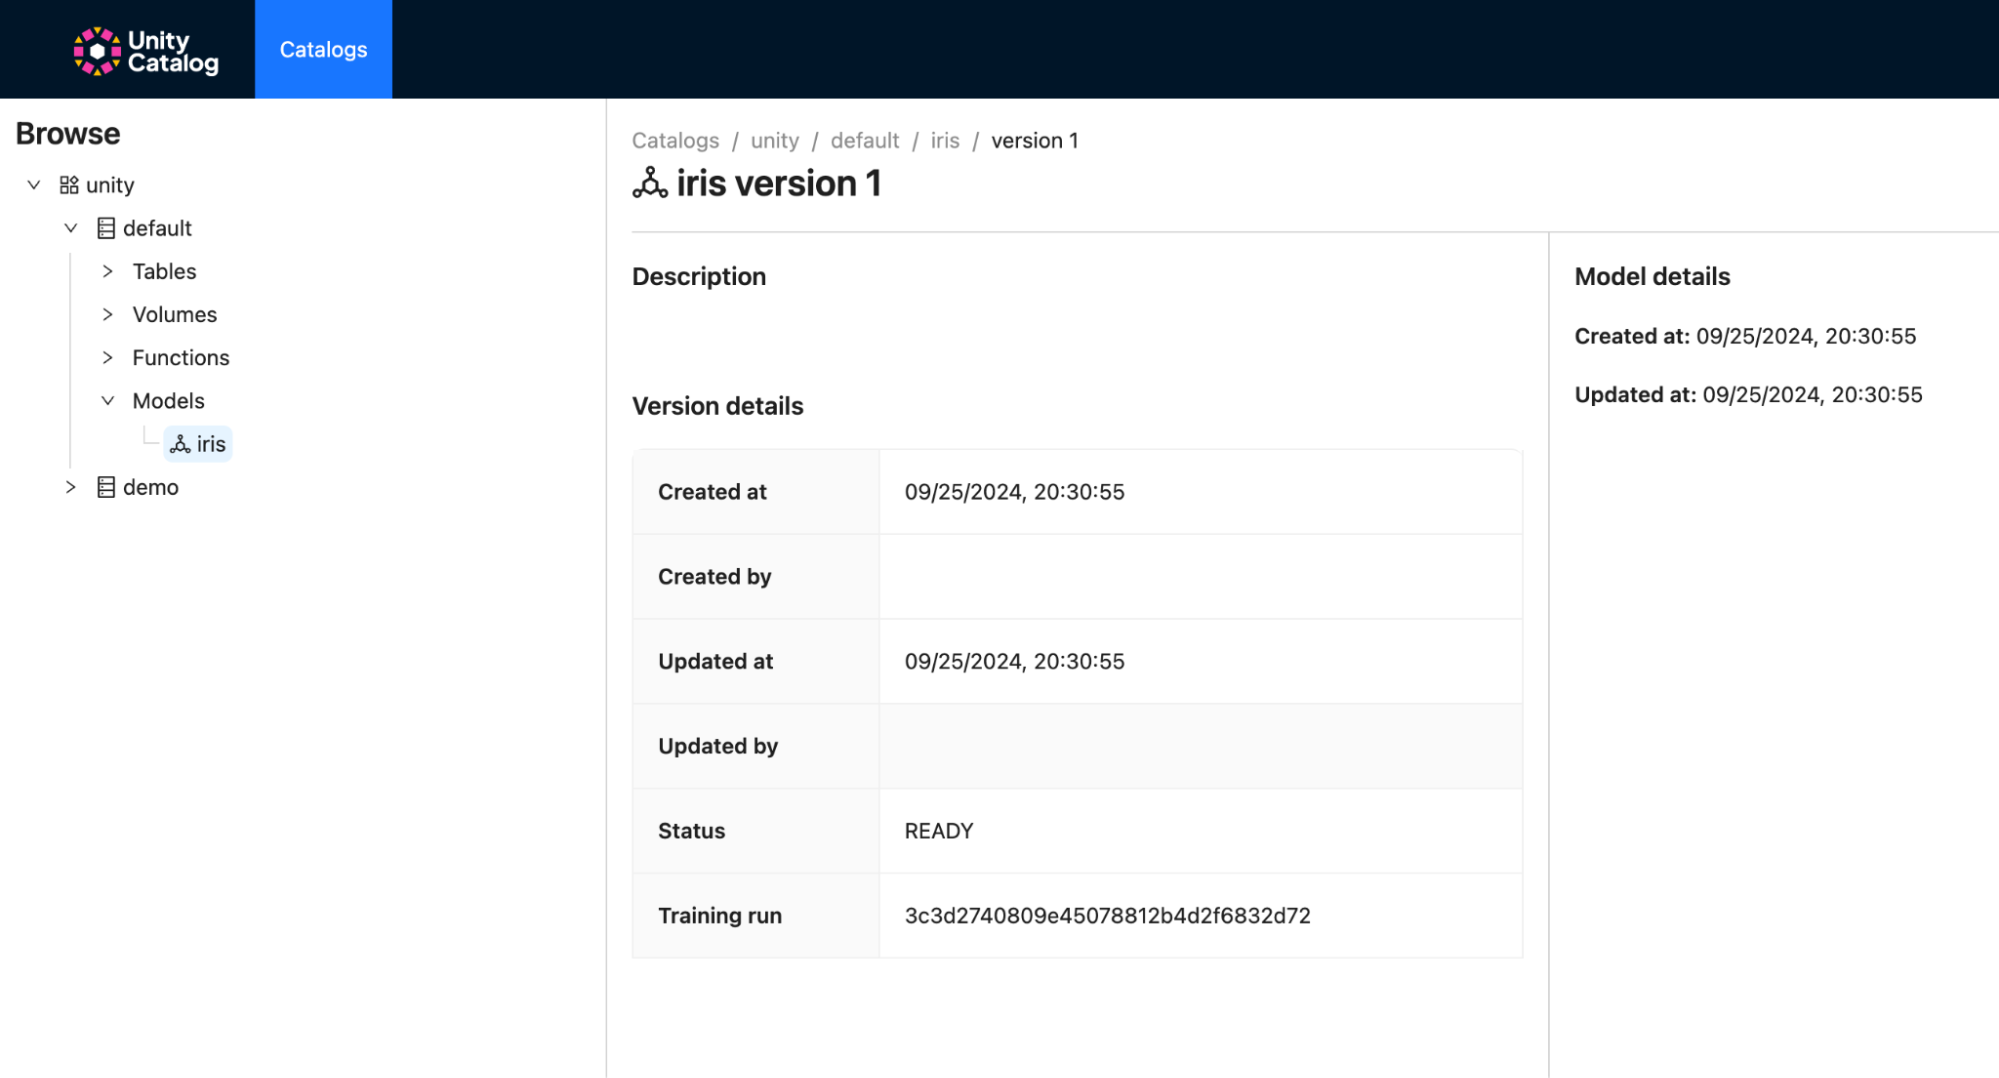 Unity
Catalog
Catalogs
Browse
unity
default
Tables
Volumes
Functions
Models
iris
demo
Catalogs / unity / default / iris / version 1
iris version 1
Description
Version details
Created at 09/25/2024, 20:30:55
Created by
Updated at 09/25/2024, 20:30:55
Updated by
Status READY
Training run 3c3d2740809e45078812b4d2f6832d72
Model details
Created at: 09/25/2024, 20:30:55
Updated at: 09/25/2024, 20:30:55